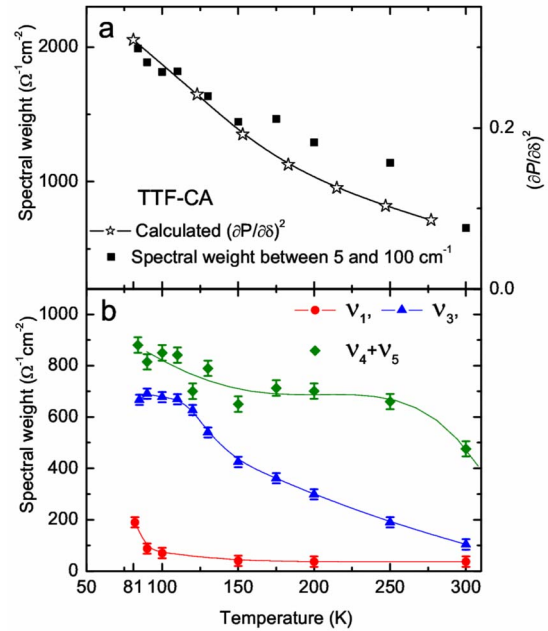 a
2000
1000
Spectral weight (Ω⁻¹cm⁻²)
0.2
0.0
(∂P/∂δ)²
TTF-CA
Calculated (∂P/∂δ)²
Spectral weight between 5 and 100 cm⁻¹
b
ν₁, ν₃,
ν₄+ν₅
1000
800
600
400
200
0
Spectral weight (Ω⁻¹cm⁻²)
50 81 100 150 200 250 300
Temperature (K)